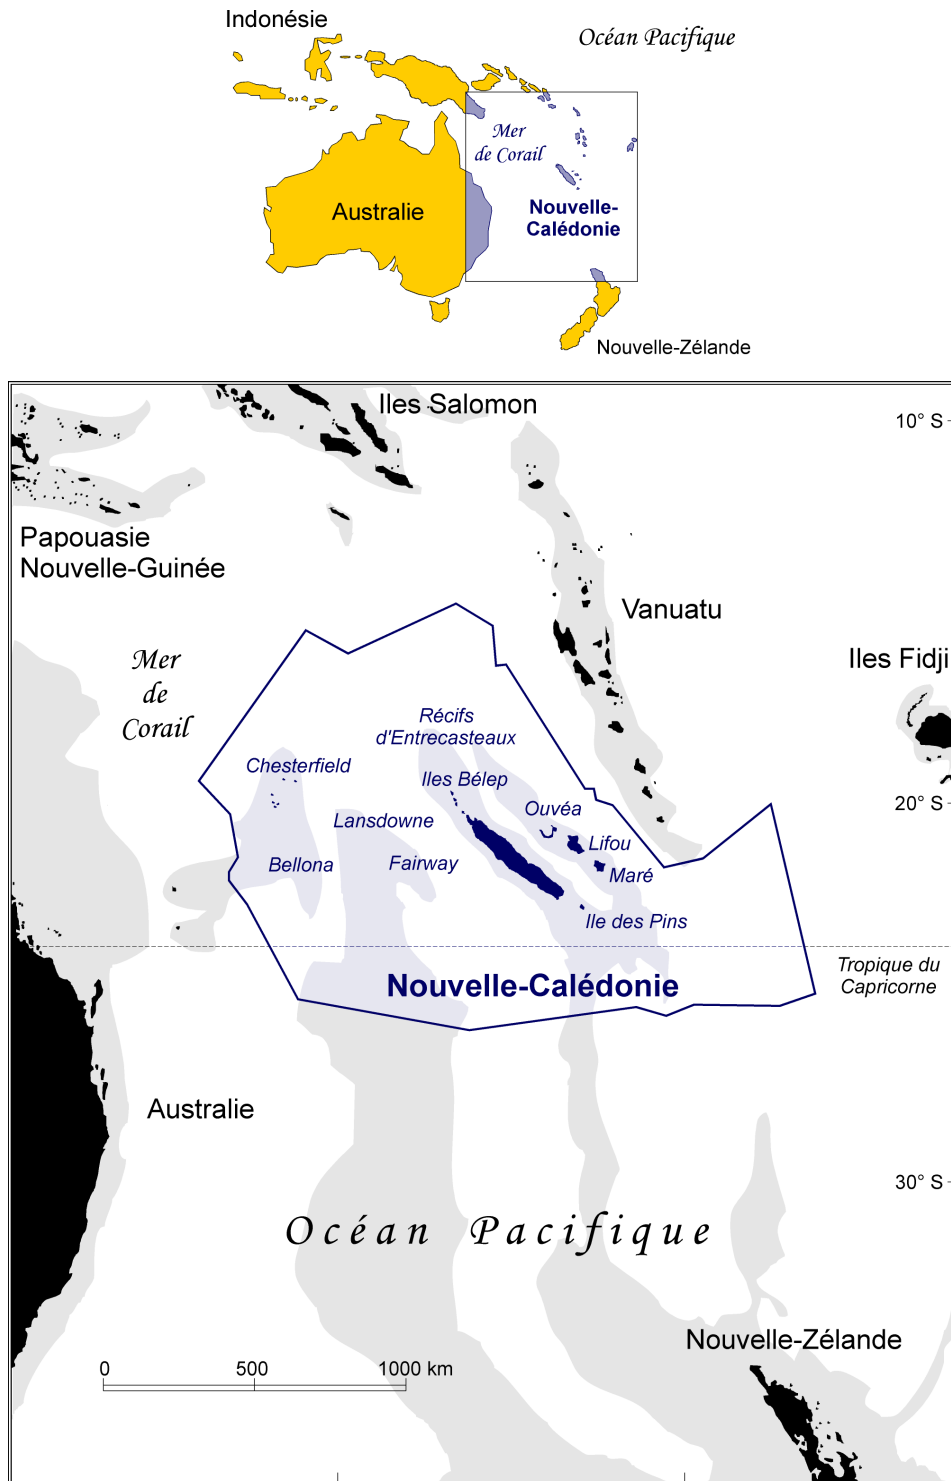 Indonésie
Océan Pacifique
Mer
de Corail
Australie
Nouvelle-
Calédonie
Nouvelle-Zélande
Iles Salomon
10° S
Papouasie
Nouvelle-Guinée
Vanuatu
Mer
de
Corail
Iles Fidji
Récifs
d'Entrecasteaux
Chesterfield
Iles Bélep
20° S
Ouvéa
Lansdowne
Lifou
Bellona
Fairway
Maré
Ile des Pins
Tropique du
Capricorne
Nouvelle-Calédonie
Australie
30° S
Océan Pacifique
Nouvelle-Zélande
0 500 1000 km